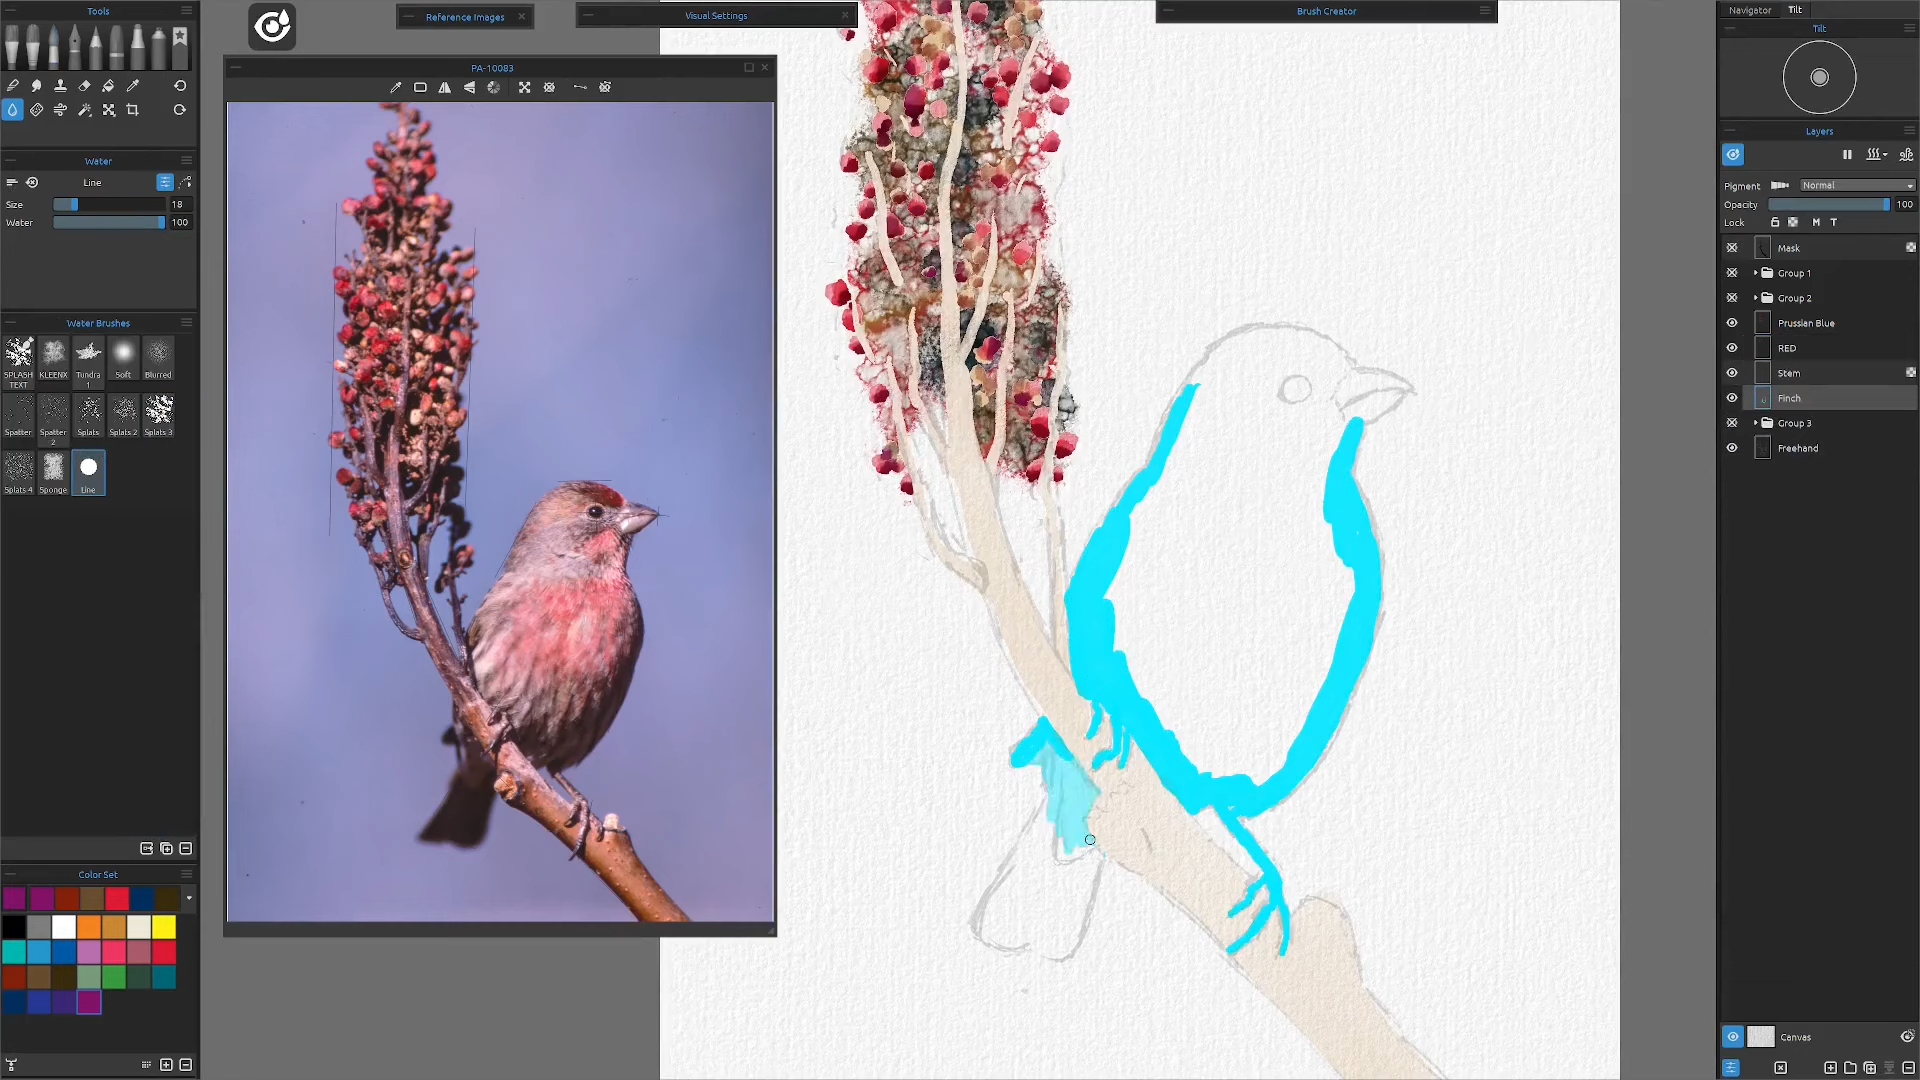 Tools
Reference Images
Visual Settings
Brush Creator
Navigator
Tilt
Tilt
PA-10083
Layers
Water
Line
Size
18
Water
100
Pigment
Normal
Opacity
100
Lock
M T
Mask
Group 1
Group 2
Prussian Blue
RED
Stem
Finch
Group 3
Freehand
Water Brushes
SPLASH TEXT
KLEENX
Tundra 1
Soft
Blurred
Spatter
Spatter 2
Splats
Splats 2
Splats 3
Splats 4
Sponge
Line
Color Set
Canvas